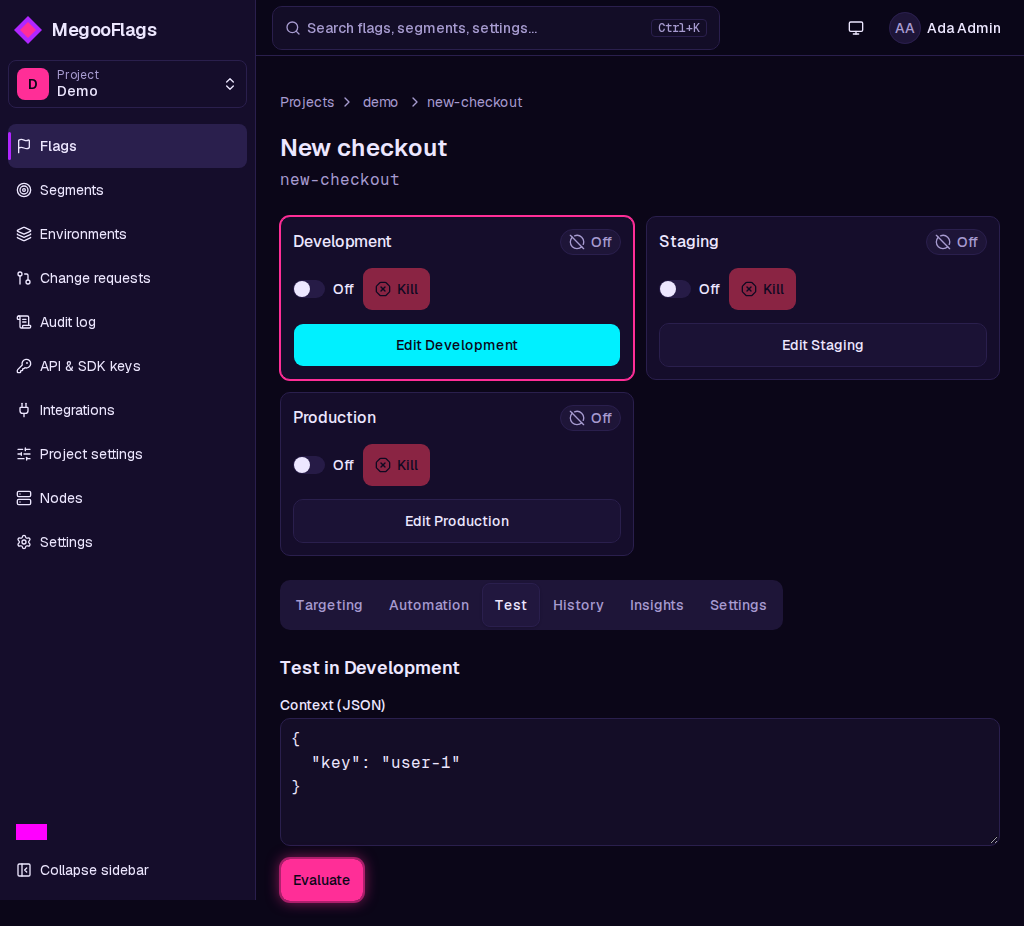 MegooFlags
Search flags, segments, settings...
Ctrl+K
AA
Ada Admin
D
Project
Demo
Flags
Segments
Environments
Change requests
Audit log
API & SDK keys
Integrations
Project settings
Nodes
Settings
Collapse sidebar
Projects > demo > new-checkout
New checkout
new-checkout
Development
Off
Off
Kill
Edit Development
Staging
Off
Off
Kill
Edit Staging
Production
Off
Off
Kill
Edit Production
Targeting
Automation
Test
History
Insights
Settings
Test in Development
Context (JSON)
{
"key": "user-1"
}
Evaluate